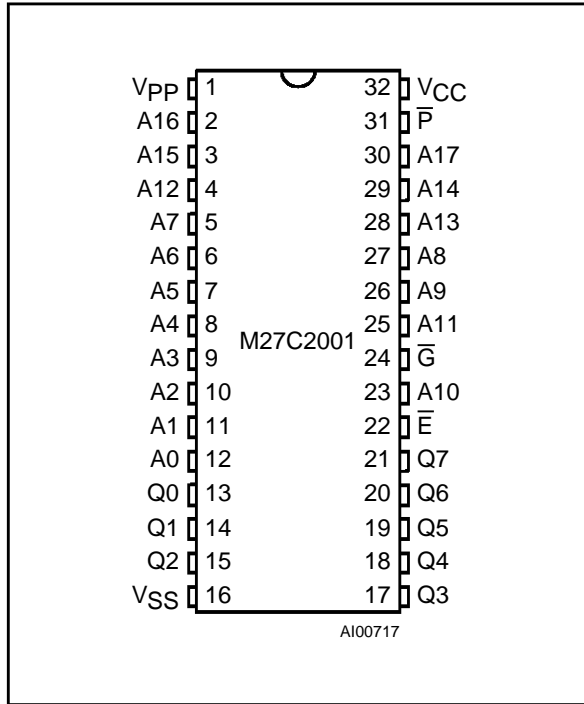 VPP 1 32 VCC
A16 2 31 P̅
A15 3 30 A17
A12 4 29 A14
A7 5 28 A13
A6 6 27 A8
A5 7 26 A9
A4 8 25 A11
M27C2001
A3 9 24 G̅
A2 10 23 A10
A1 11 22 E̅
A0 12 21 Q7
Q0 13 20 Q6
Q1 14 19 Q5
Q2 15 18 Q4
VSS 16 17 Q3
AI00717